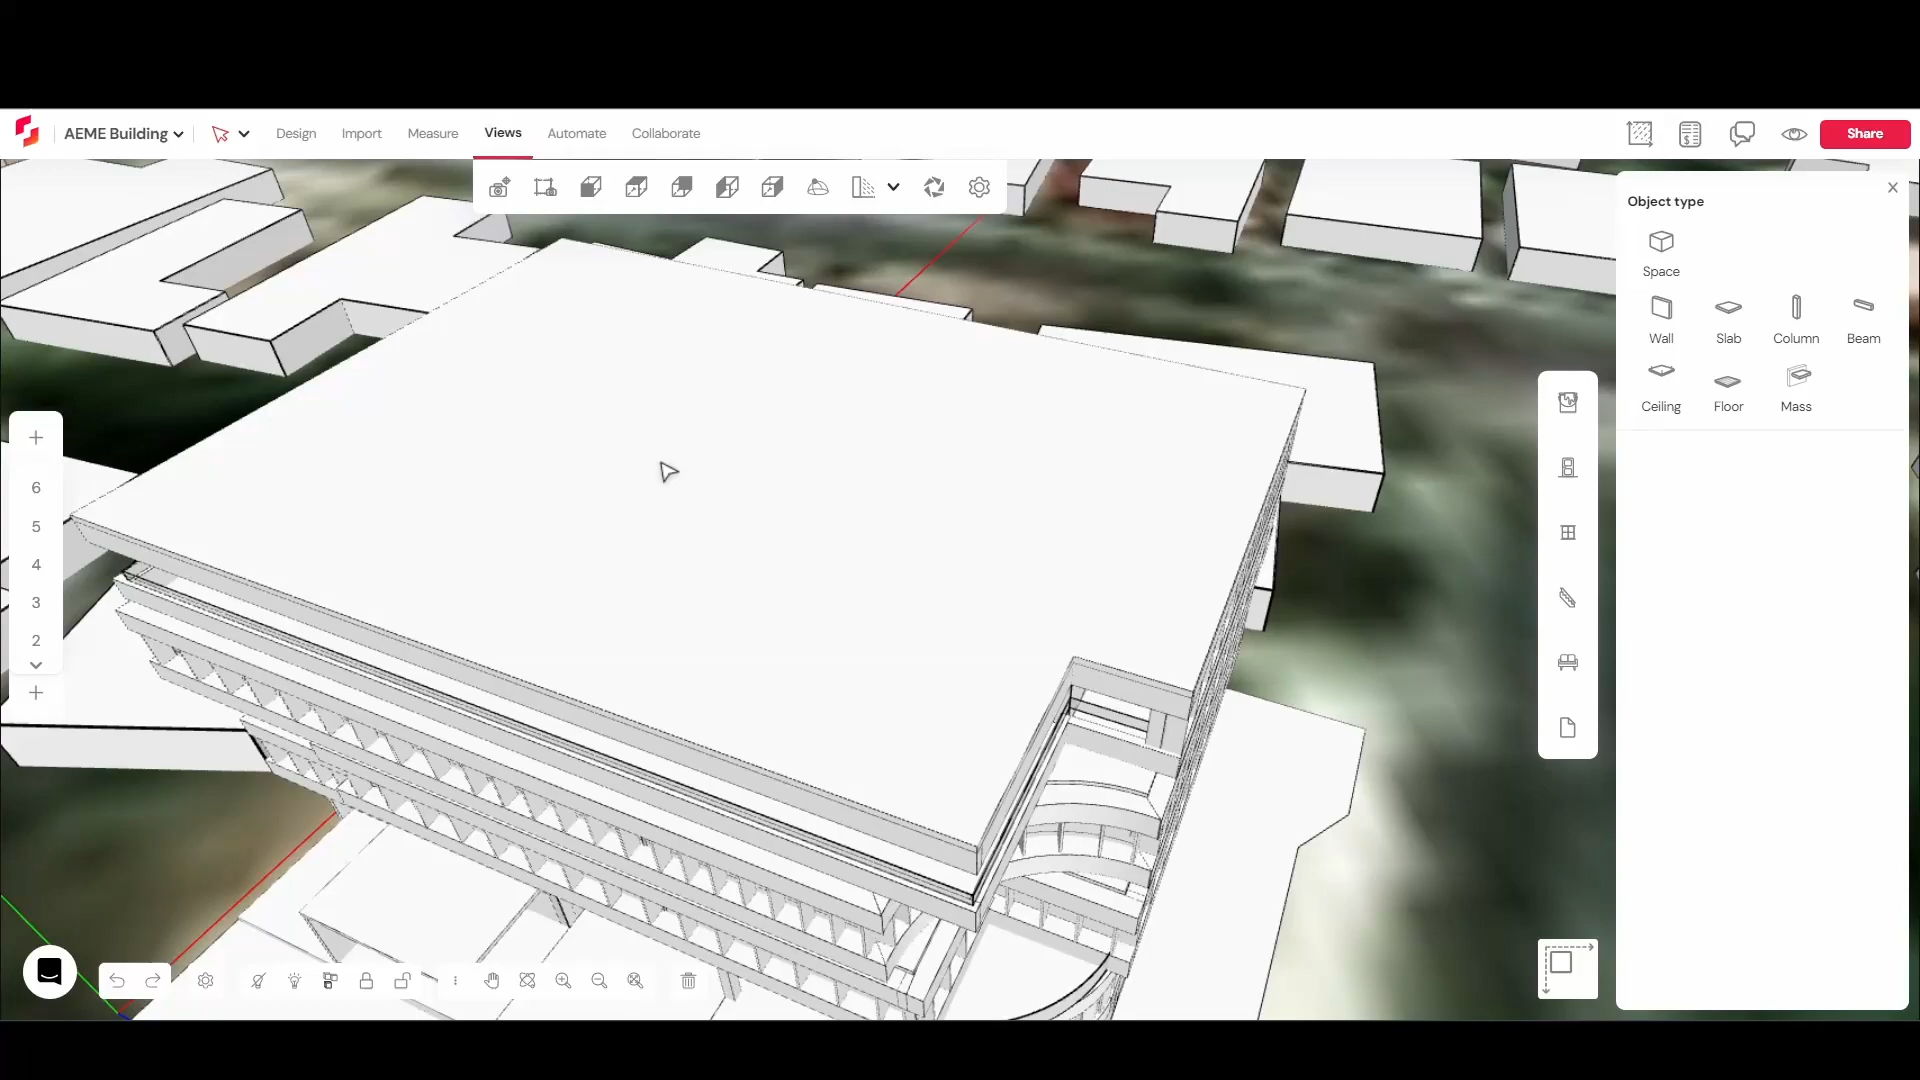 AEME Building
Design Import Measure Views Automate Collaborate
Share
Object type
Space
Wall Slab Column Beam
Ceiling Floor Mass
6
5
4
3
2